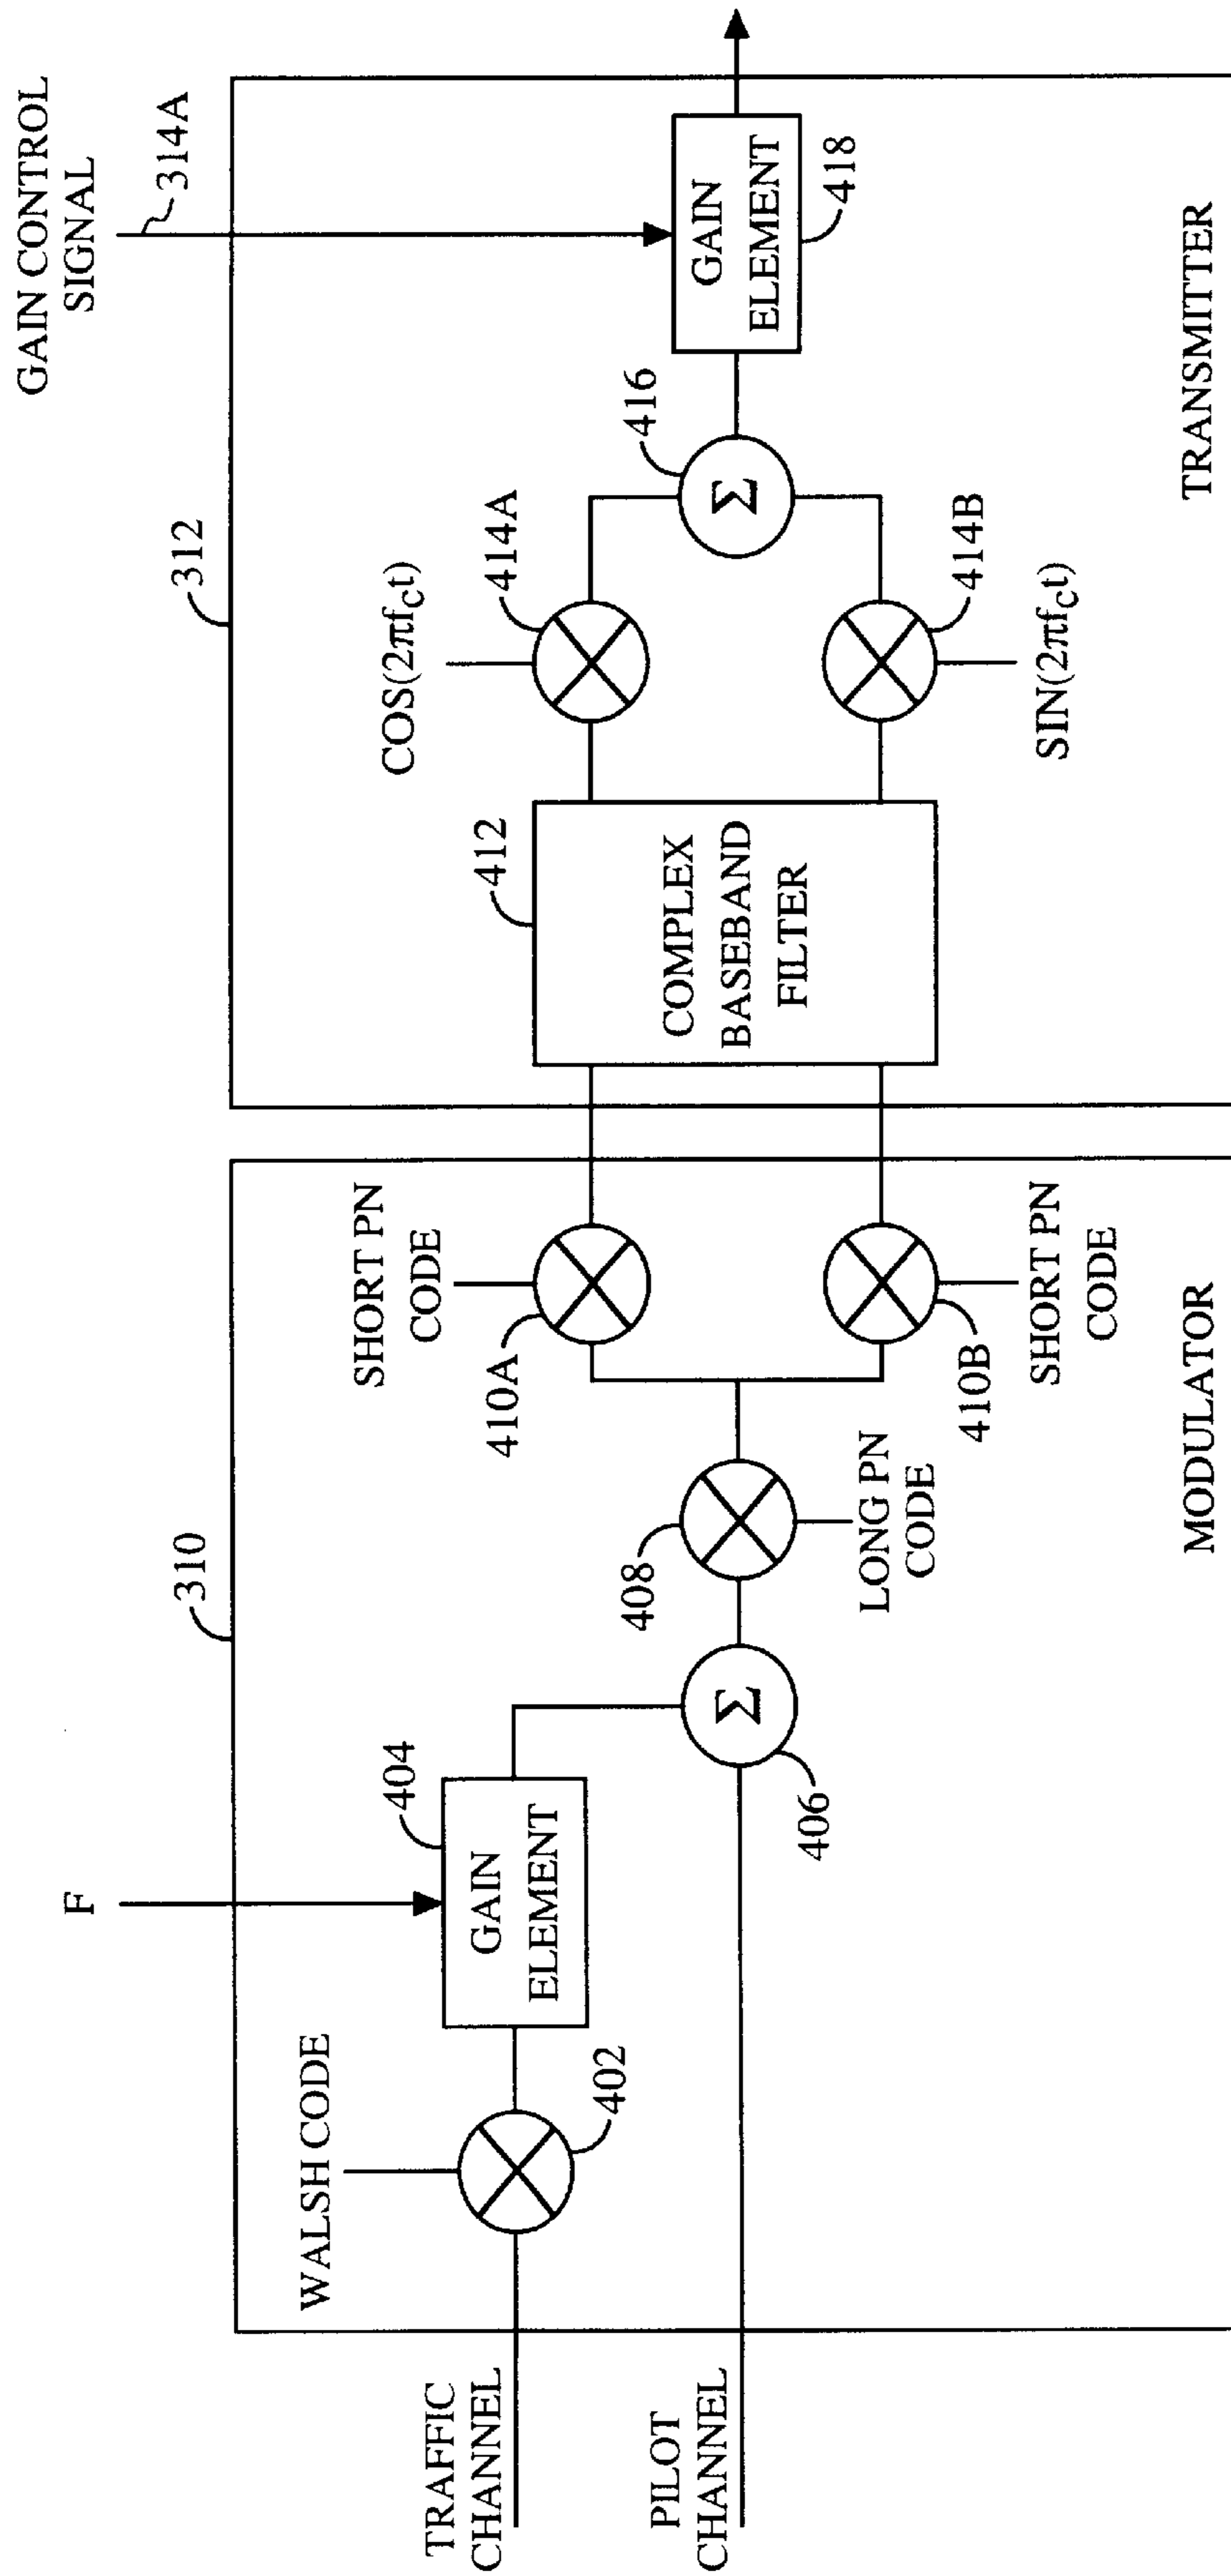 F
GAIN CONTROL
SIGNAL
314A
310
312
WALSH CODE
402
404
GAIN
ELEMENT
TRAFFIC
CHANNEL
PILOT
CHANNEL
Σ
406
408
LONG PN
CODE
SHORT PN
CODE
410A
410B
SHORT PN
CODE
MODULATOR
412
COMPLEX
BASEBAND
FILTER
COS(2πfct)
414A
414B
SIN(2πfct)
Σ
416
GAIN
ELEMENT
418
TRANSMITTER